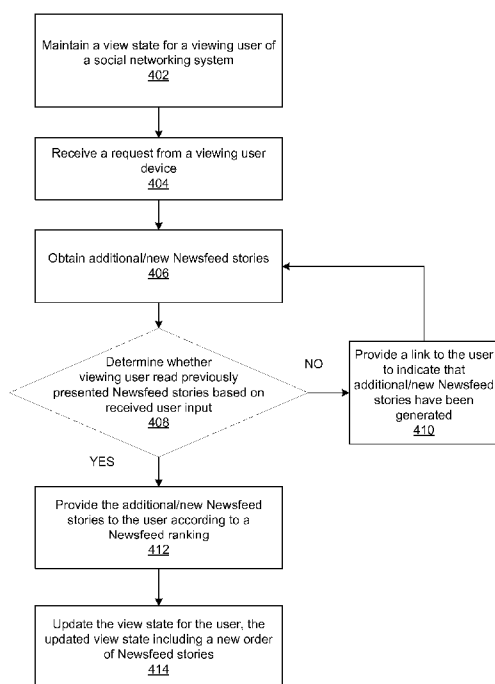 Maintain a view state for a viewing user of
a social networking system
402
Receive a request from a viewing user
device
404
Obtain additional/new Newsfeed stories
406
Determine whether
viewing user read previously
presented Newsfeed stories based on
received user input
408
NO
Provide a link to the user
to indicate that
additional/new Newsfeed
stories have been
generated
410
YES
Provide the additional/new Newsfeed
stories to the user according to a
Newsfeed ranking
412
Update the view state for the user, the
updated view state including a new order
of Newsfeed stories
414